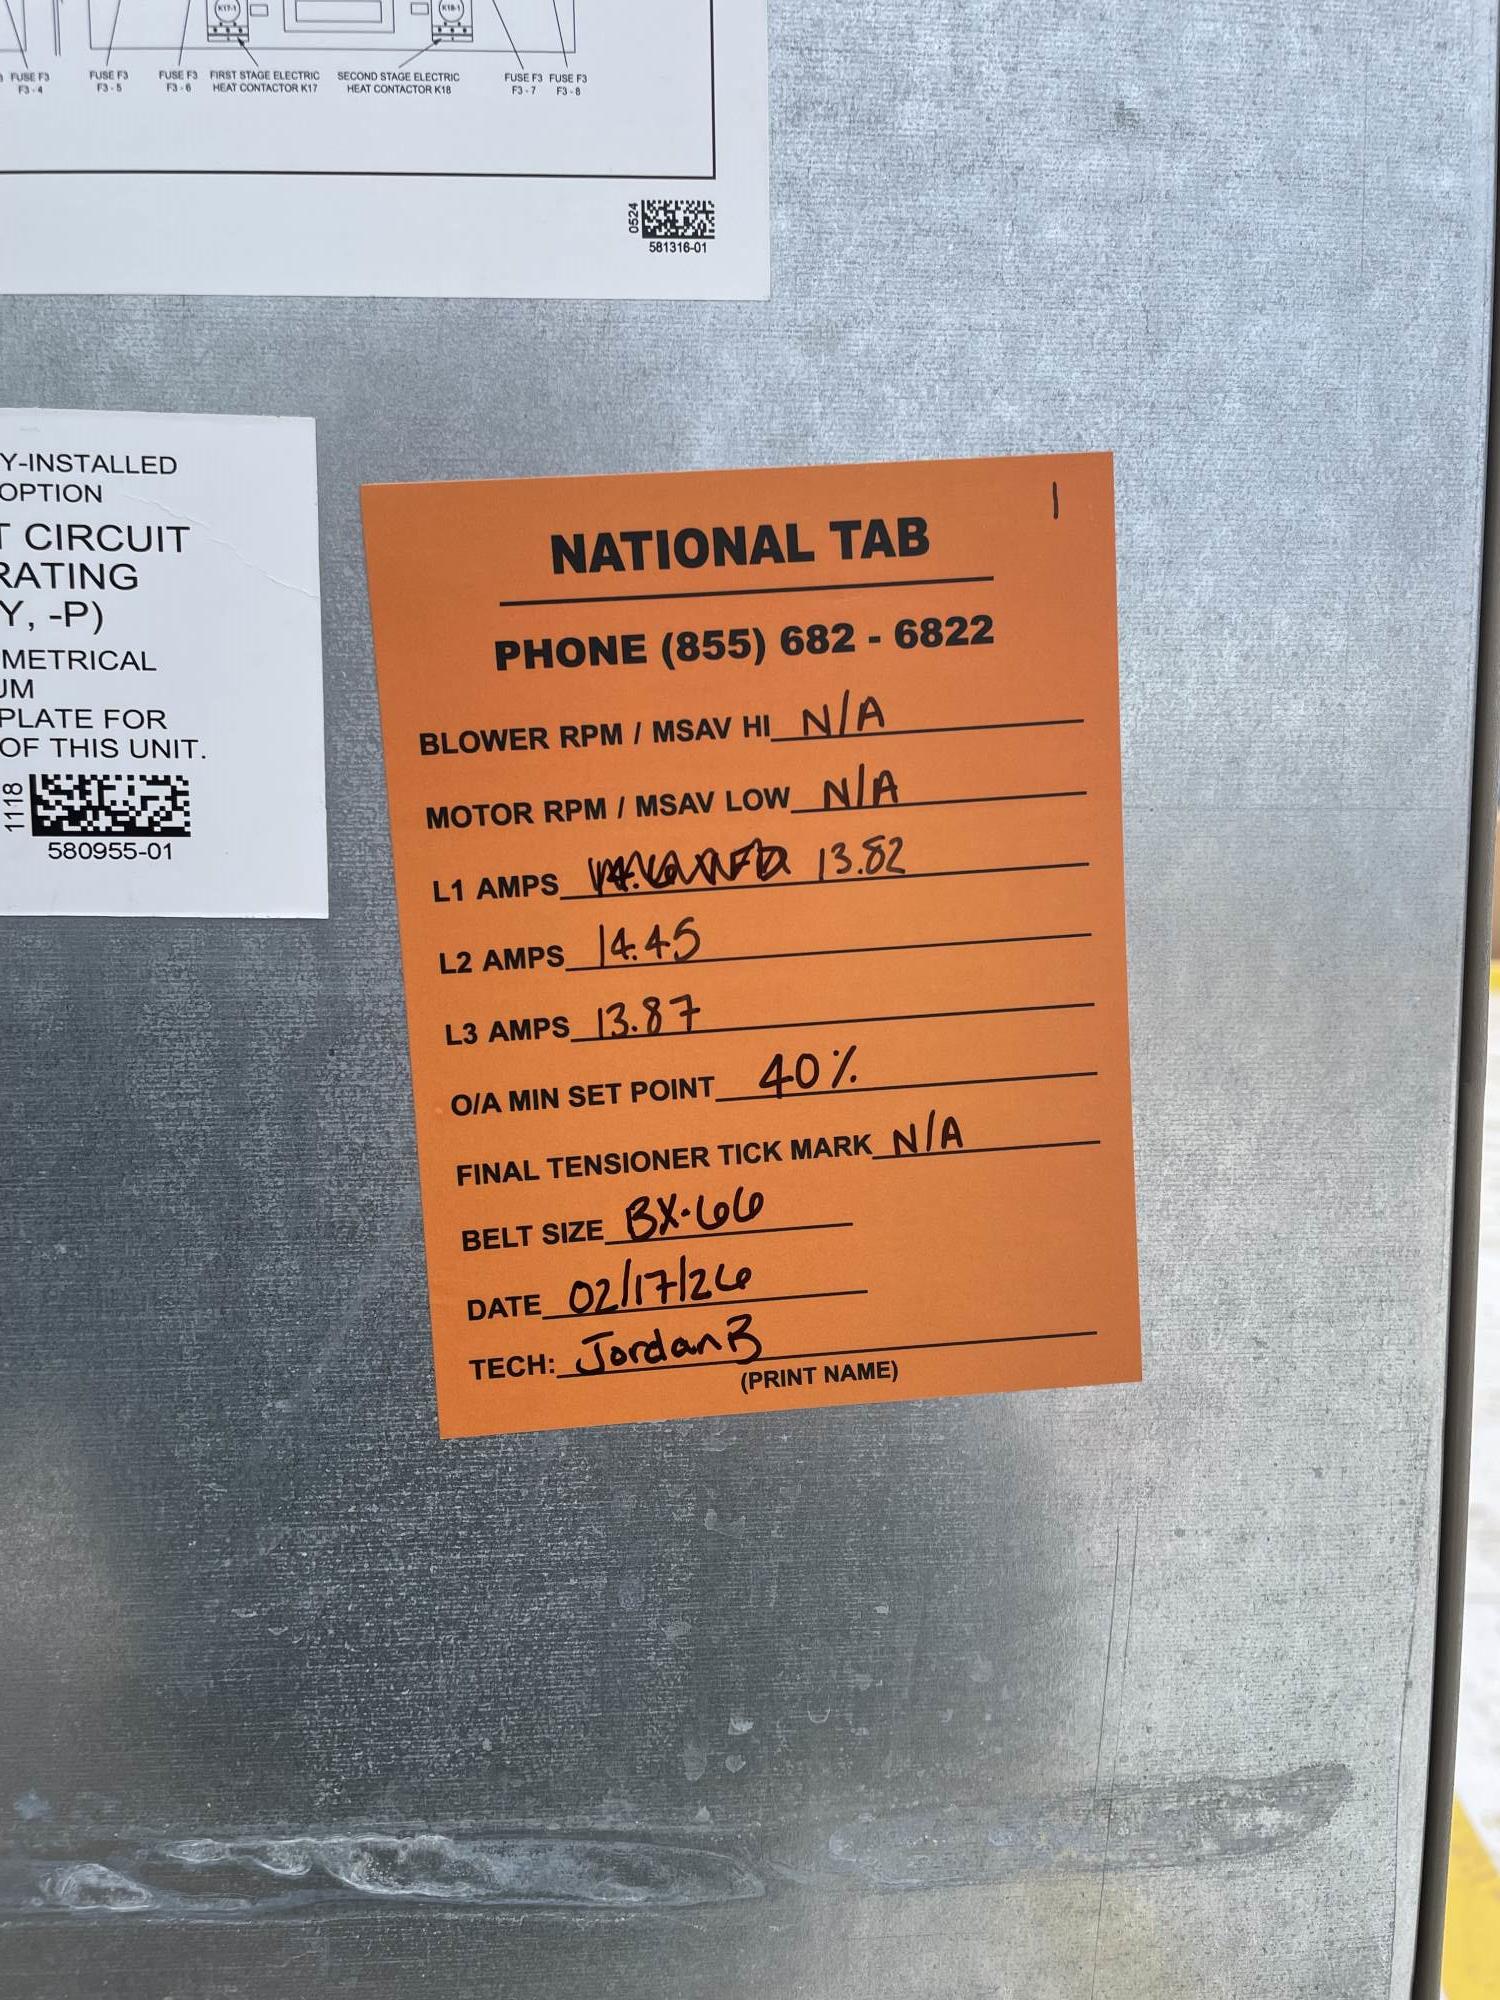 K17-1
K18-1
FUSE F3
F3 - 4
FUSE F3
F3 - 5
FUSE F3
F3 - 6
FIRST STAGE ELECTRIC
HEAT CONTACTOR K17
SECOND STAGE ELECTRIC
HEAT CONTACTOR K18
FUSE F3
F3 - 7
FUSE F3
F3 - 8
0524
581316-01
Y-INSTALLED
OPTION
T CIRCUIT
RATING
Y, -P)
METRICAL
UM
PLATE FOR
OF THIS UNIT.
1118
580955-01
1
NATIONAL TAB
PHONE (855) 682 - 6822
BLOWER RPM / MSAV HI N/A
MOTOR RPM / MSAV LOW N/A
L1 AMPS 13.82
L2 AMPS 14.45
L3 AMPS 13.87
O/A MIN SET POINT 40%
FINAL TENSIONER TICK MARK N/A
BELT SIZE BX-66
DATE 02/17/26
TECH: Jordan B
(PRINT NAME)